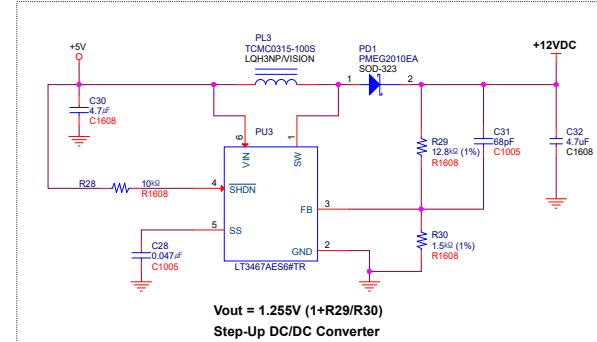 PL3
TCMC0315-100S
LQH3NP/VISION
PD1
PMEG2010EA
SOD-323
+5V
+12VDC
1
2
C30
4.7㎌
C1608
6
1
PU3
VIN
SW
R29
12.8㏀ (1%)
R1608
C31
68pF
C1005
C32
4.7uF
C1608
R28
10㏀
R1608
4
SHDN
FB
3
5
SS
GND
2
R30
1.5㏀ (1%)
R1608
C28
0.047㎌
C1005
LT3467AES6#TR
Vout = 1.255V (1+R29/R30)
Step-Up DC/DC Converter